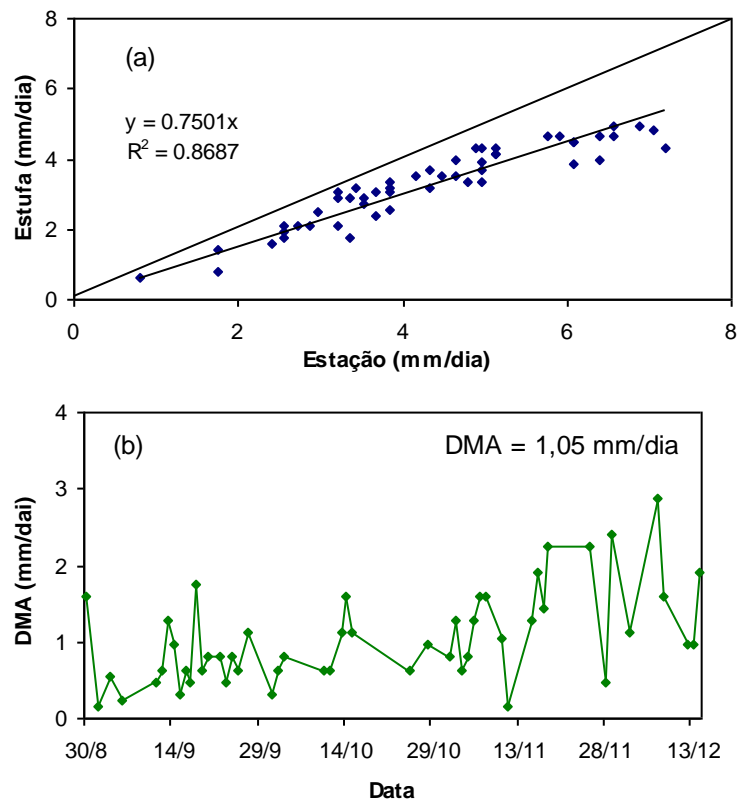 (a)
y = 0.7501x
R² = 0.8687
Estufa (mm/dia)
8
6
4
2
0
0 2 4 6 8
Estação (mm/dia)
(b)
DMA = 1,05 mm/dia
DMA (mm/dai)
4
3
2
1
0
30/8 14/9 29/9 14/10 29/10 13/11 28/11 13/12
Data